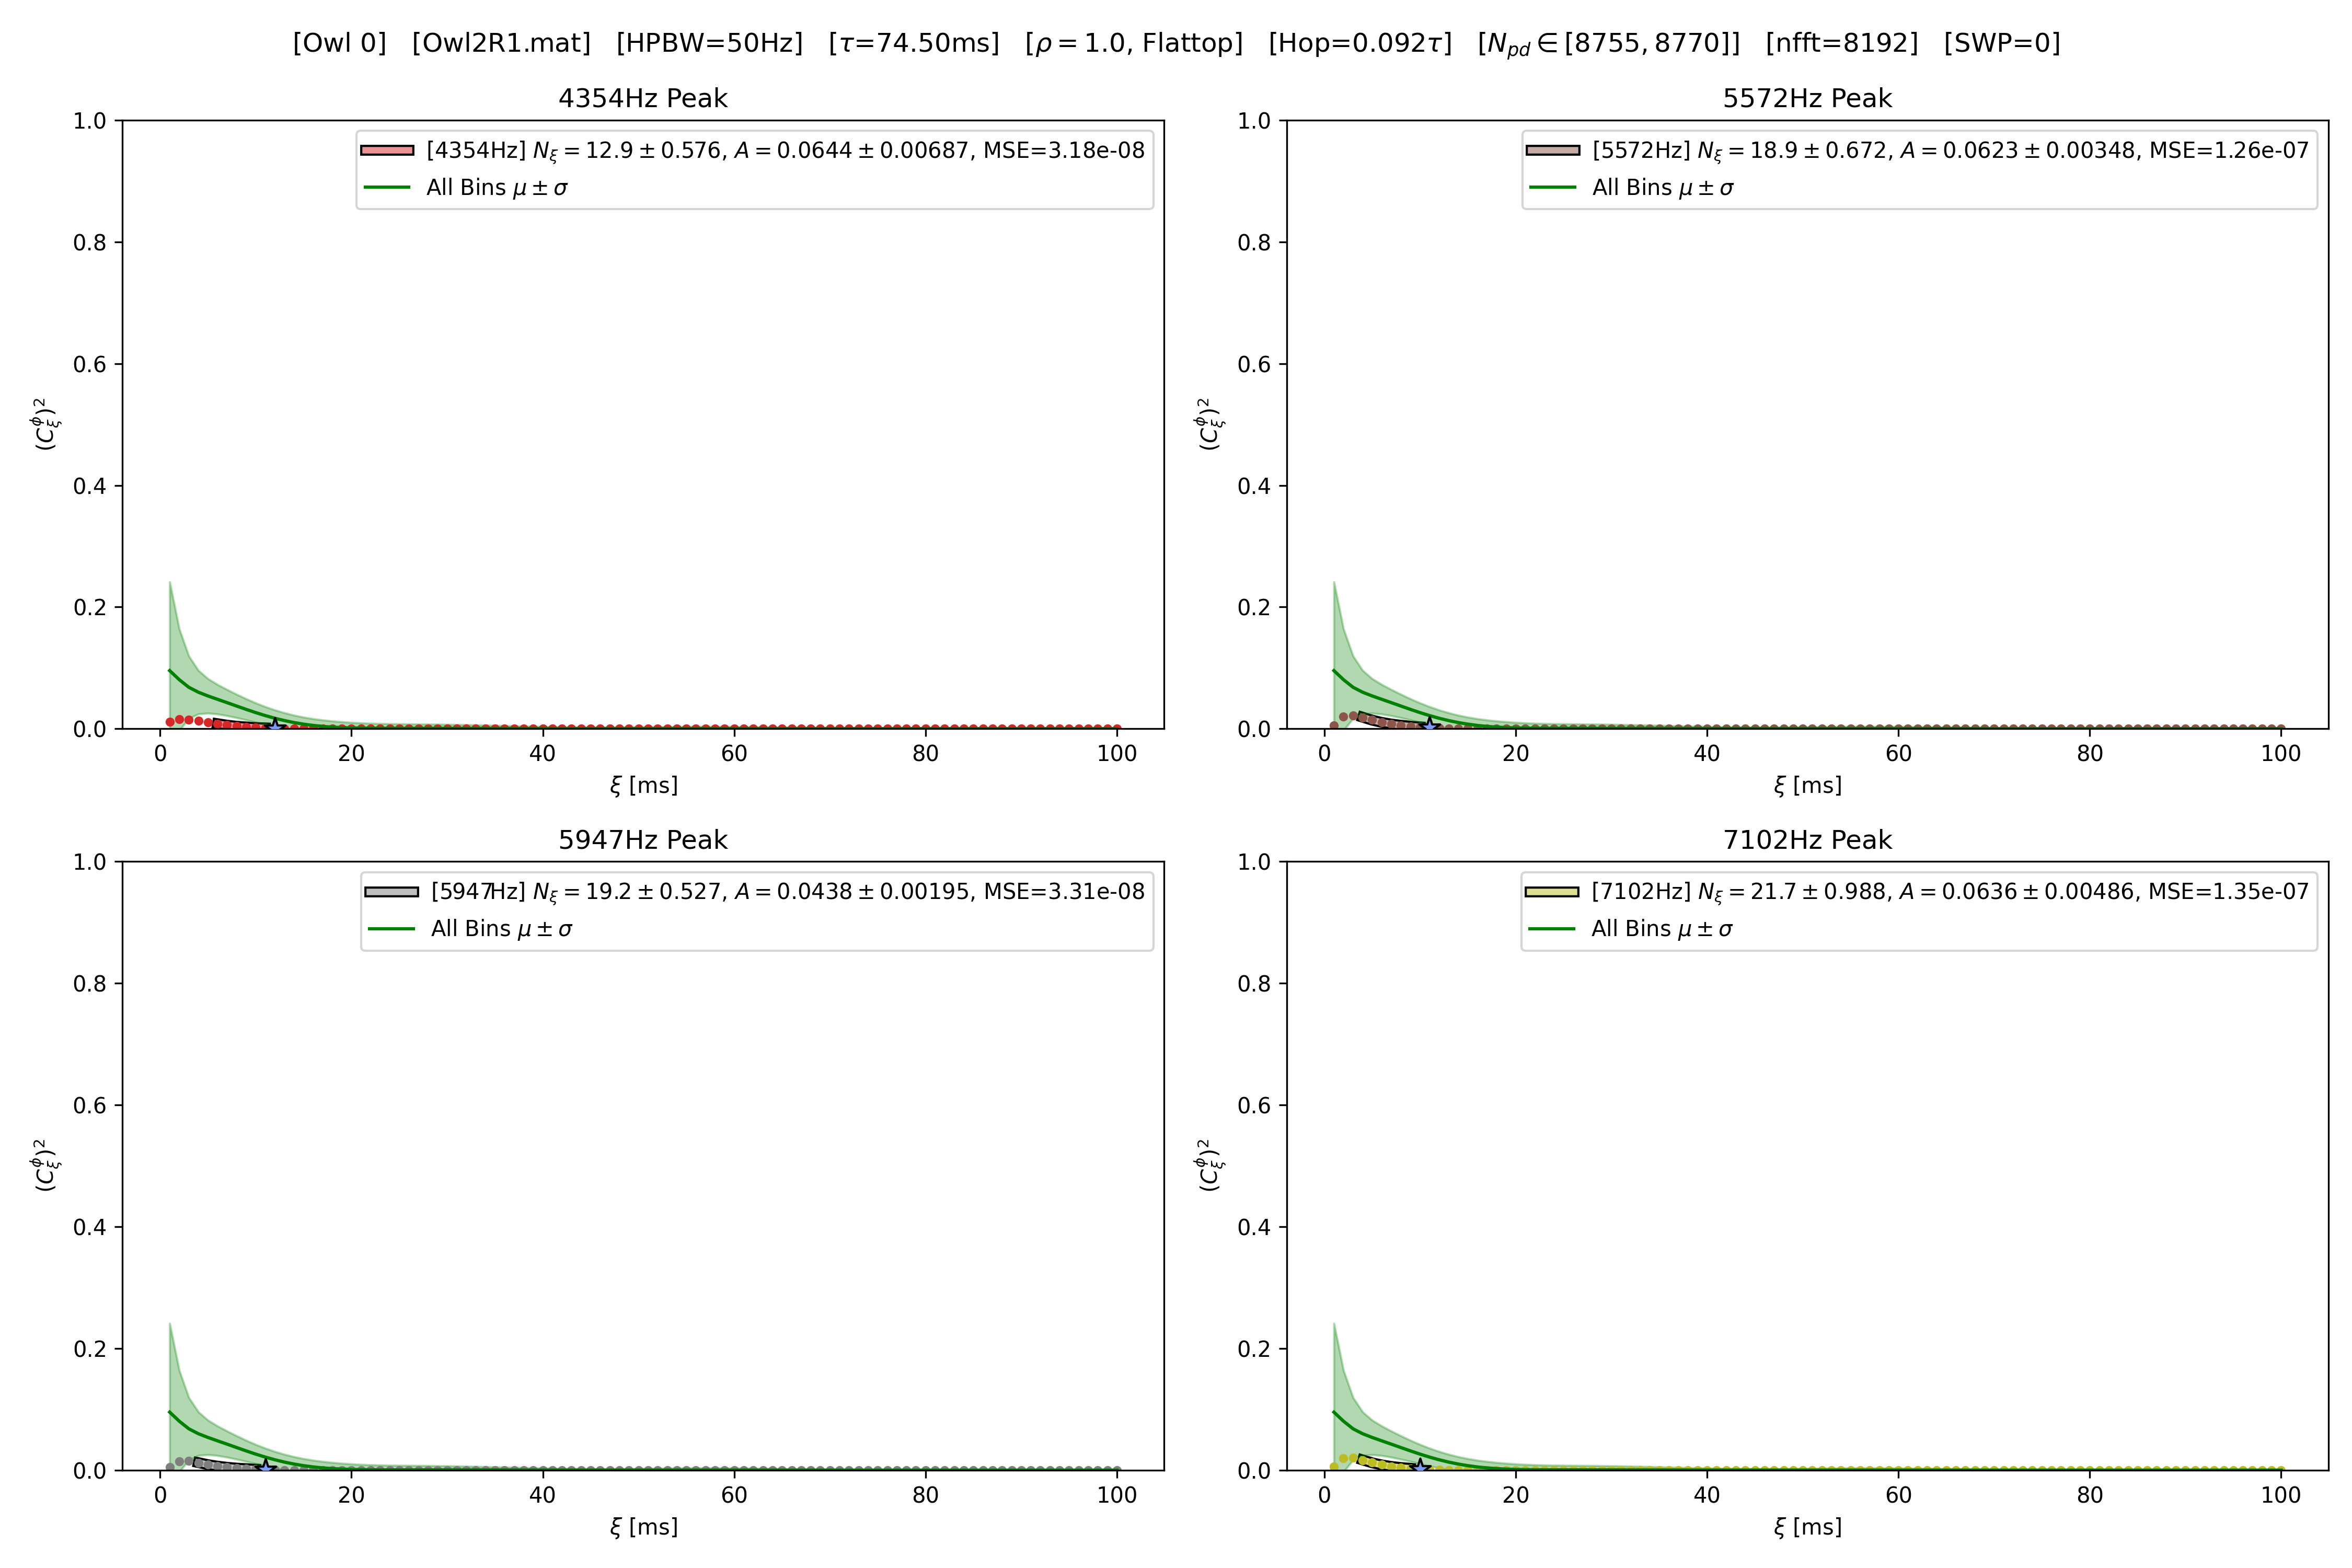 [Owl 0] [Owl2R1.mat] [HPBW=50Hz] [τ=74.50ms] [ρ = 1.0, Flattop] [Hop=0.092τ] [N_pd ∈ [8755, 8770]] [nfft=8192] [SWP=0]
4354Hz Peak
[4354Hz] N_ξ = 12.9 ± 0.576, A = 0.0644 ± 0.00687, MSE=3.18e-08
All Bins μ ± σ
1.0
0.8
0.6
0.4
0.2
0.0
(C_ξ^ϕ)^2
0 20 40 60 80 100
ξ [ms]
5572Hz Peak
[5572Hz] N_ξ = 18.9 ± 0.672, A = 0.0623 ± 0.00348, MSE=1.26e-07
All Bins μ ± σ
1.0
0.8
0.6
0.4
0.2
0.0
(C_ξ^ϕ)^2
0 20 40 60 80 100
ξ [ms]
5947Hz Peak
[5947Hz] N_ξ = 19.2 ± 0.527, A = 0.0438 ± 0.00195, MSE=3.31e-08
All Bins μ ± σ
1.0
0.8
0.6
0.4
0.2
0.0
(C_ξ^ϕ)^2
0 20 40 60 80 100
ξ [ms]
7102Hz Peak
[7102Hz] N_ξ = 21.7 ± 0.988, A = 0.0636 ± 0.00486, MSE=1.35e-07
All Bins μ ± σ
1.0
0.8
0.6
0.4
0.2
0.0
(C_ξ^ϕ)^2
0 20 40 60 80 100
ξ [ms]